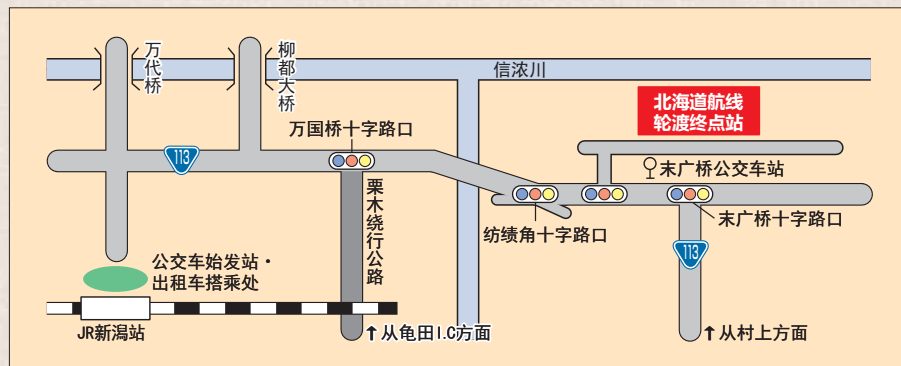 万代桥
柳都大桥
信浓川
北海道航线
轮渡终点站
万国桥十字路口
113
末广桥公交车站
栗木绕行公路
纺绩角十字路口
末广桥十字路口
113
公交车始发站・
出租车搭乘处
JR新潟站
↑从龟田I.C方面
↑从村上方面